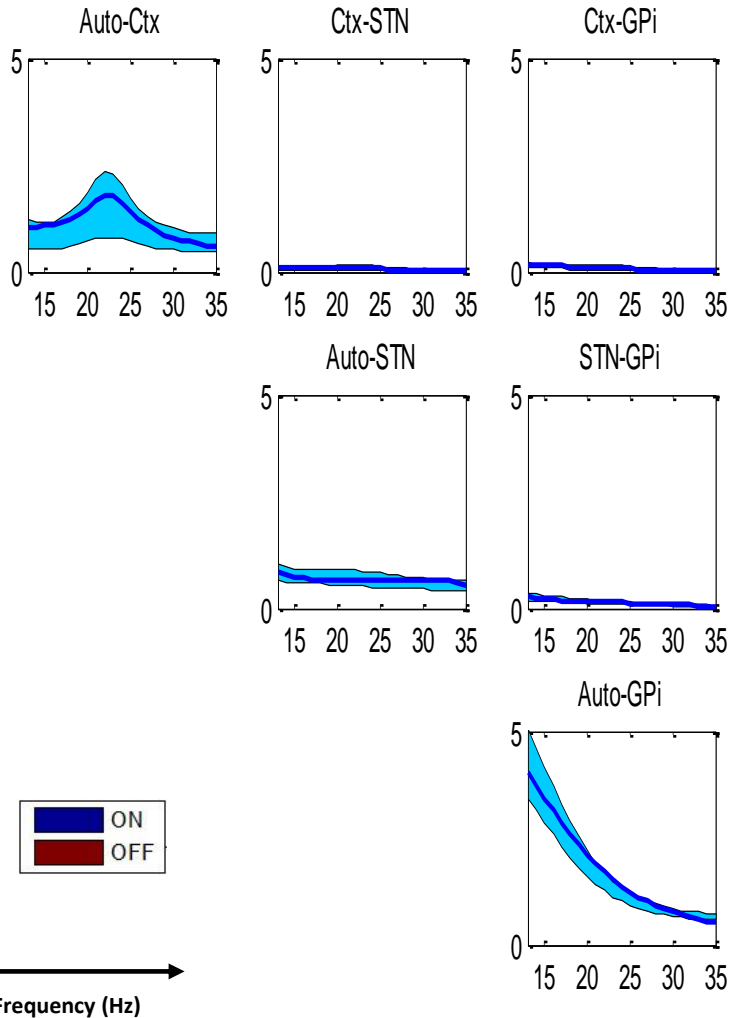 Auto-Ctx Ctx-STN Ctx-GPi
5 5 5
0 0 0
15 20 25 30 35 15 20 25 30 35 15 20 25 30 35
Auto-STN STN-GPi
5 5
0 0
15 20 25 30 35 15 20 25 30 35
Auto-GPi
5
0
15 20 25 30 35
ON
OFF
Frequency (Hz)